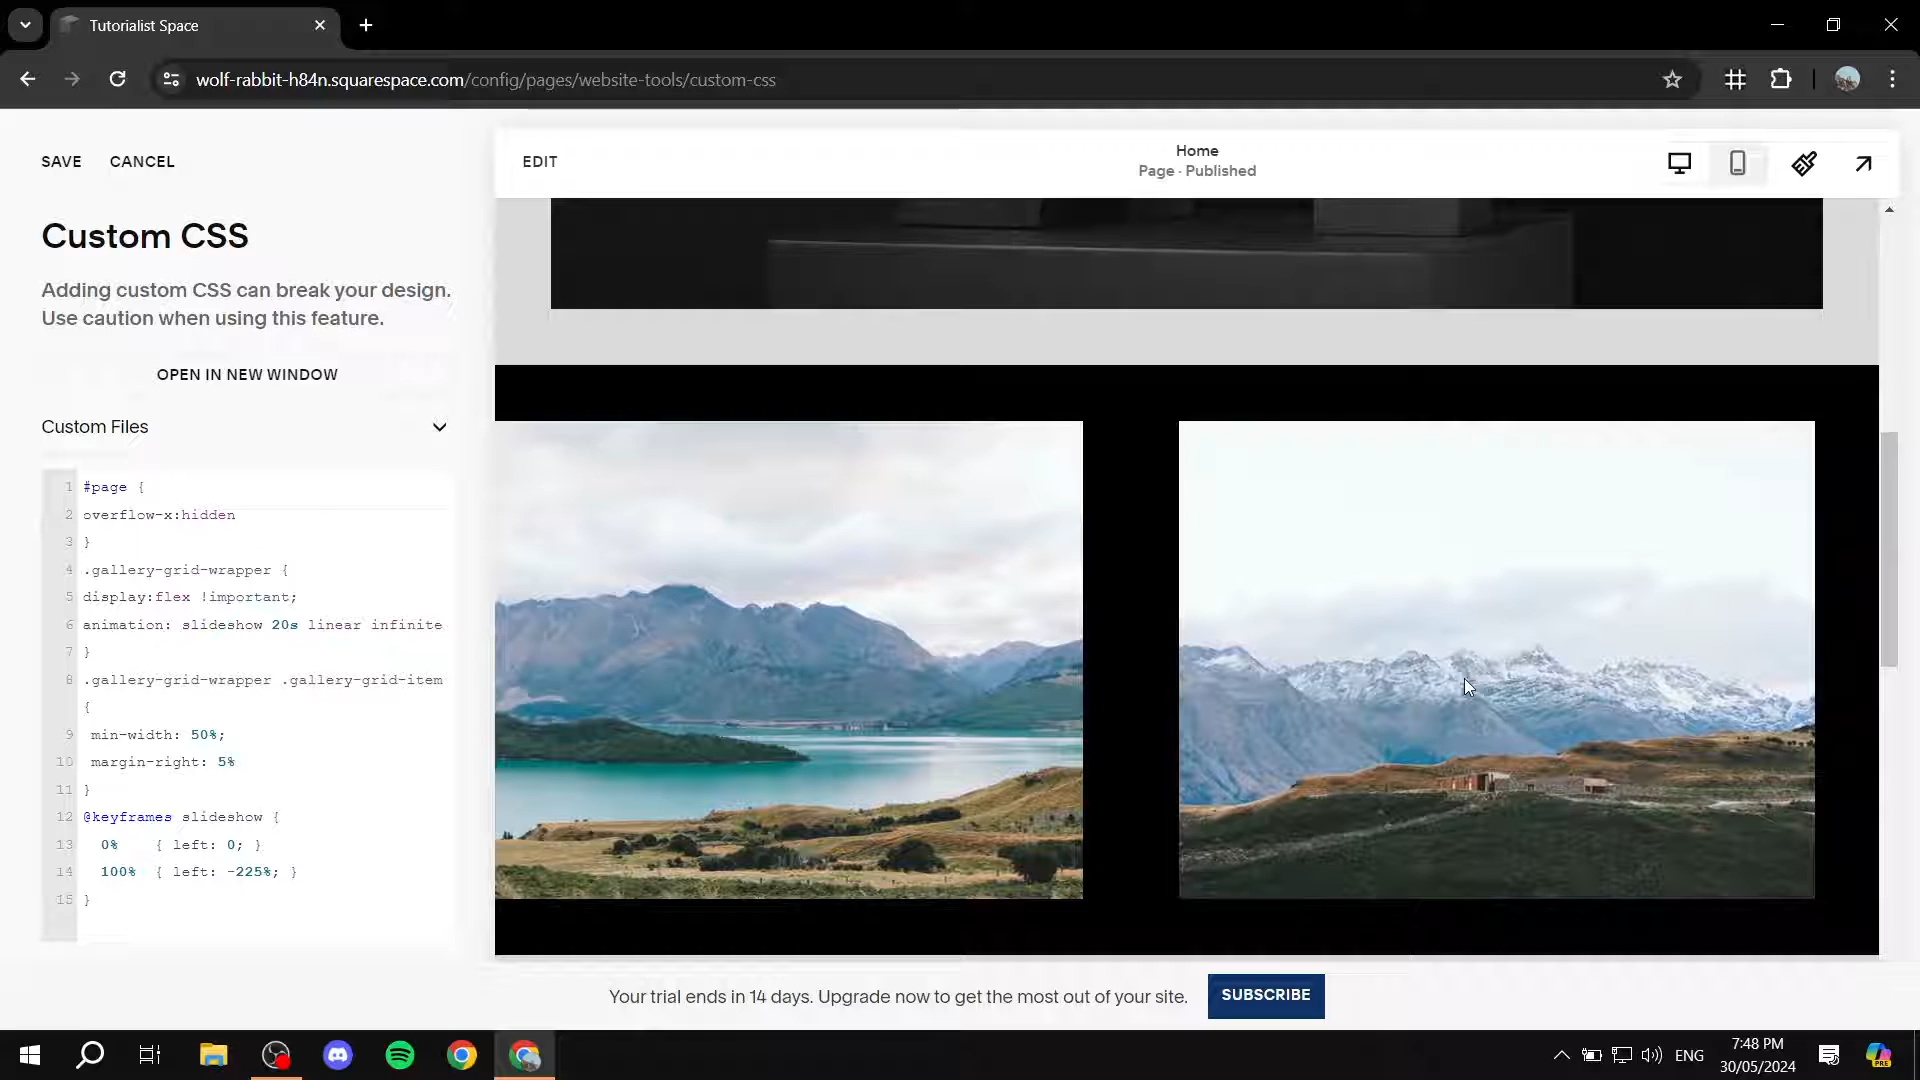 Tutorialist Space
wolf-rabbit-h84n.squarespace.com/config/pages/website-tools/custom-css
SAVE CANCEL
EDIT
Home
Page · Published
Custom CSS
Adding custom CSS can break your design.
Use caution when using this feature.
OPEN IN NEW WINDOW
Custom Files
1 #page {
2 overflow-x:hidden
3 }
4 .gallery-grid-wrapper {
5 display:flex !important;
6 animation: slideshow 20s linear infinite
7 }
8 .gallery-grid-wrapper .gallery-grid-item
{
9 min-width: 50%;
10 margin-right: 5%
11 }
12 @keyframes slideshow {
13 0% { left: 0; }
14 100% { left: -225%; }
15 }
Your trial ends in 14 days. Upgrade now to get the most out of your site.
SUBSCRIBE
ENG
7:48 PM
30/05/2024
PRE